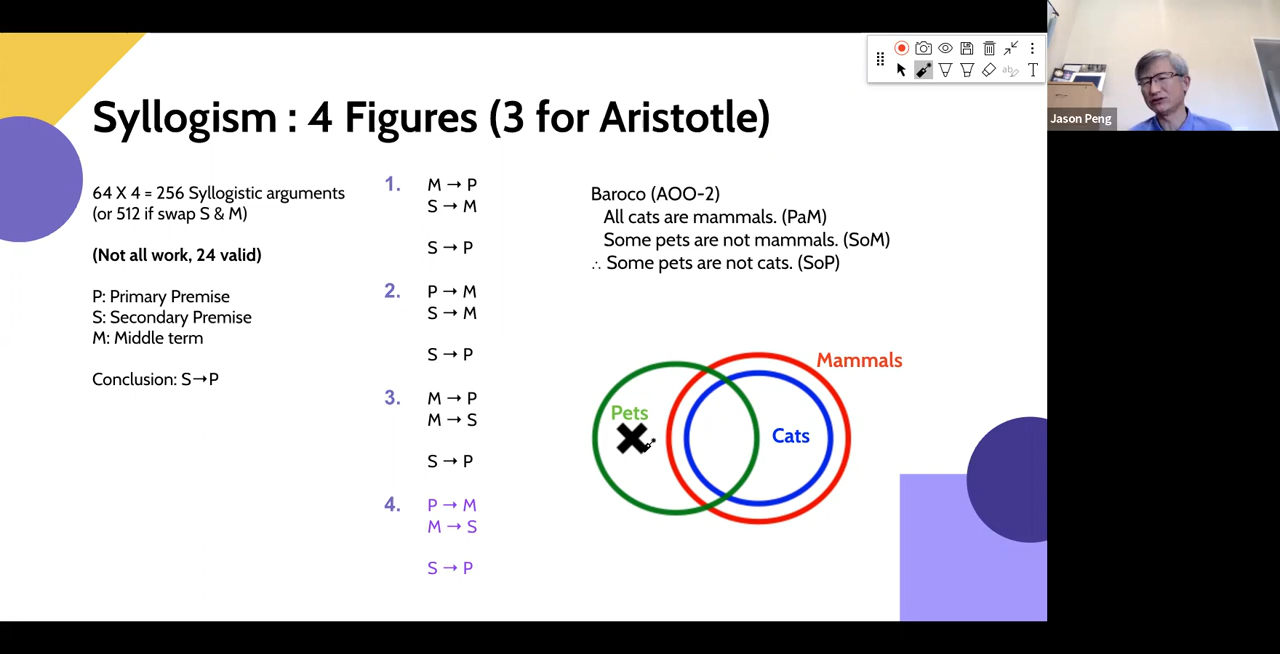 Syllogism : 4 Figures (3 for Aristotle)
64 X 4 = 256 Syllogistic arguments
(or 512 if swap S & M)
(Not all work, 24 valid)
P: Primary Premise
S: Secondary Premise
M: Middle term
Conclusion: S→P
1. M → P
S → M
S → P
2. P → M
S → M
S → P
3. M → P
M → S
S → P
4. P → M
M → S
S → P
Baroco (AOO-2)
All cats are mammals. (PaM)
Some pets are not mammals. (SoM)
∴ Some pets are not cats. (SoP)
Mammals
Pets
Cats
ab
T
Jason Peng